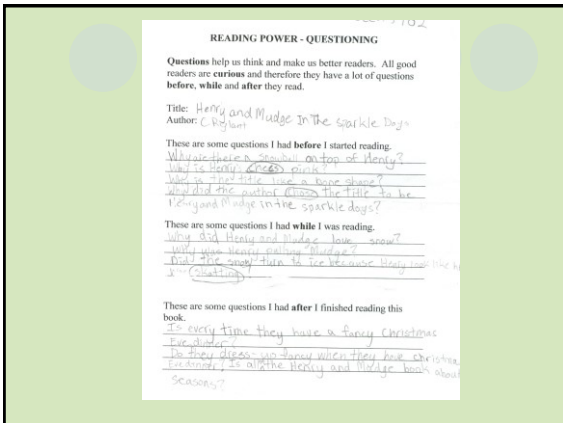 READING POWER - QUESTIONING
Questions help us think and make us better readers. All good
readers are curious and therefore they have a lot of questions
before, while and after they read.
Title: Henry and Mudge In The Sparkle Days
Author: C Rylant
These are some questions I had before I started reading.
Why are there a snowball on top of Henry?
Why is Henry's pink?
Why is the title like a bone shape?
Why did the author chose the title to be
Henry and Mudge in the sparkle days?
These are some questions I had while I was reading.
Why did Henry and Mudge love snow?
Why was Henry pulling Mudge?
Did the snow turn to ice because Henry look like he
is skatting
These are some questions I had after I finished reading this
book.
Is every time they have a fancy Christmas
Eve dinner?
Do they dress up fancy when they have christmas
Eve dinner? Is all the Henry and Mudge book about
seasons?